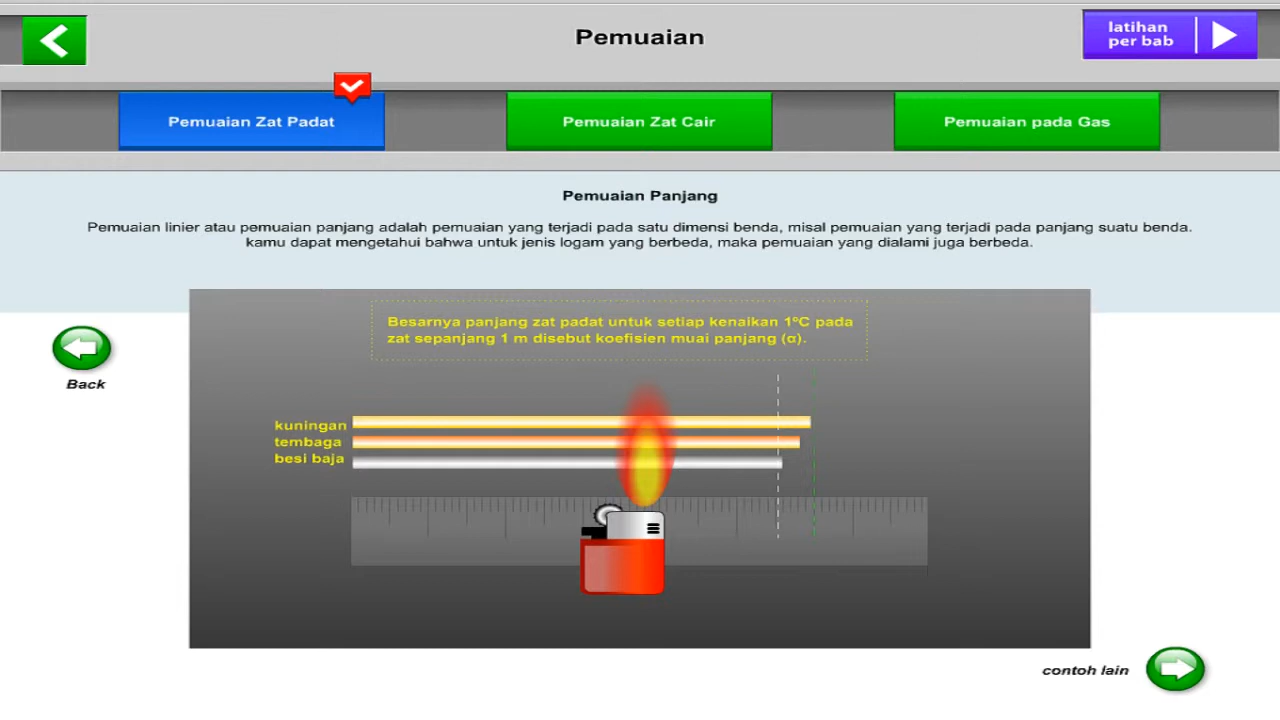 Pemuaian
latihan
per bab
Pemuaian Zat Padat
Pemuaian Zat Cair
Pemuaian pada Gas
Pemuaian Panjang
Pemuaian linier atau pemuaian panjang adalah pemuaian yang terjadi pada satu dimensi benda, misal pemuaian yang terjadi pada panjang suatu benda.
kamu dapat mengetahui bahwa untuk jenis logam yang berbeda, maka pemuaian yang dialami juga berbeda.
Besarnya panjang zat padat untuk setiap kenaikan 1ºC pada
zat sepanjang 1 m disebut koefisien muai panjang (α).
Back
kuningan
tembaga
besi baja
contoh lain